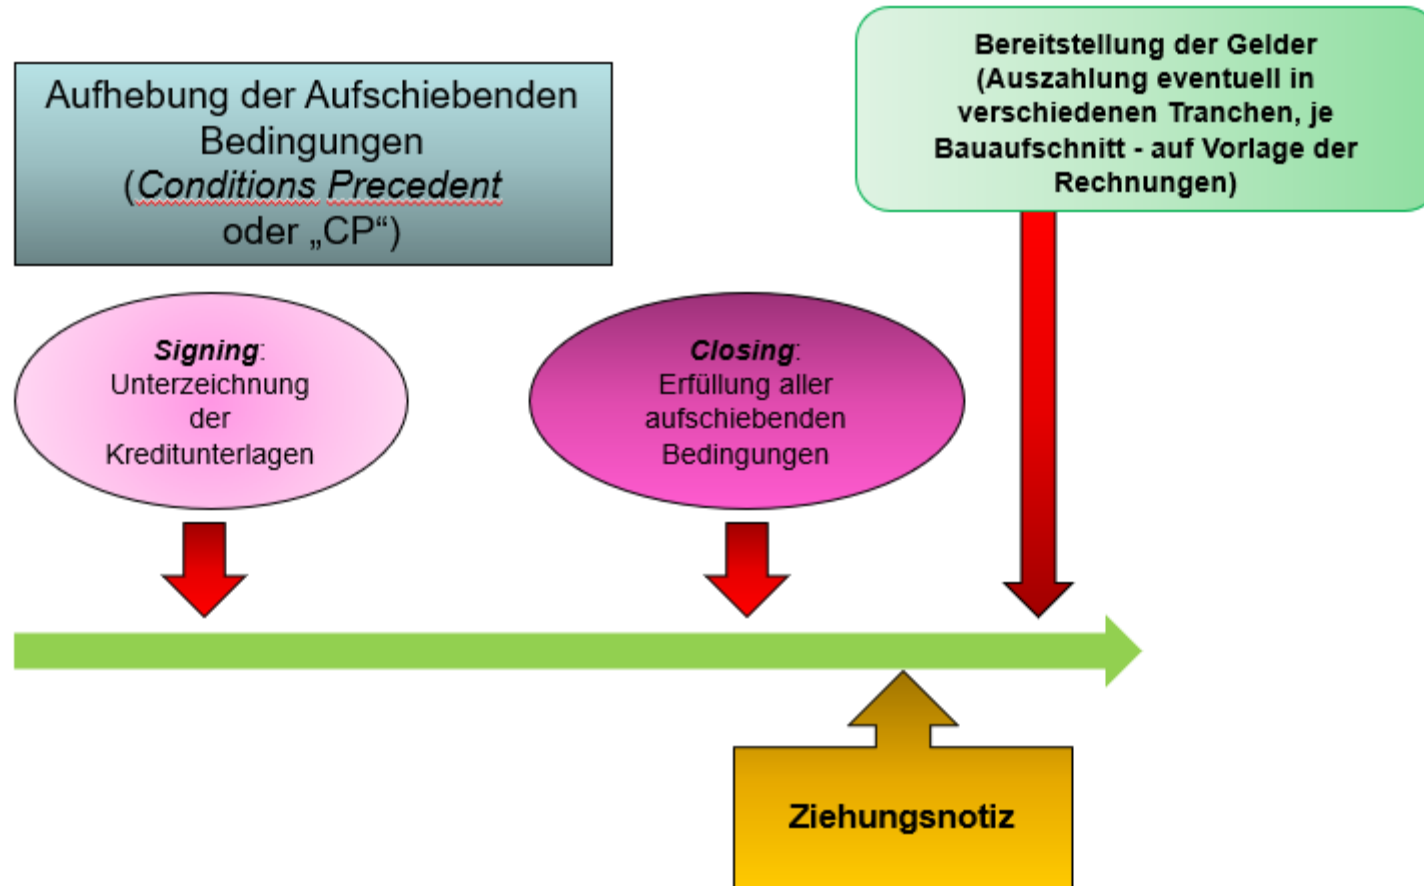 Aufhebung der Aufschiebenden
Bedingungen
(Conditions Precedent
oder „CP“)
Bereitstellung der Gelder
(Auszahlung eventuell in
verschiedenen Tranchen, je
Bauaufschnitt - auf Vorlage der
Rechnungen)
Signing:
Unterzeichnung
der
Kreditunterlagen
Closing:
Erfüllung aller
aufschiebenden
Bedingungen
Ziehungsnotiz